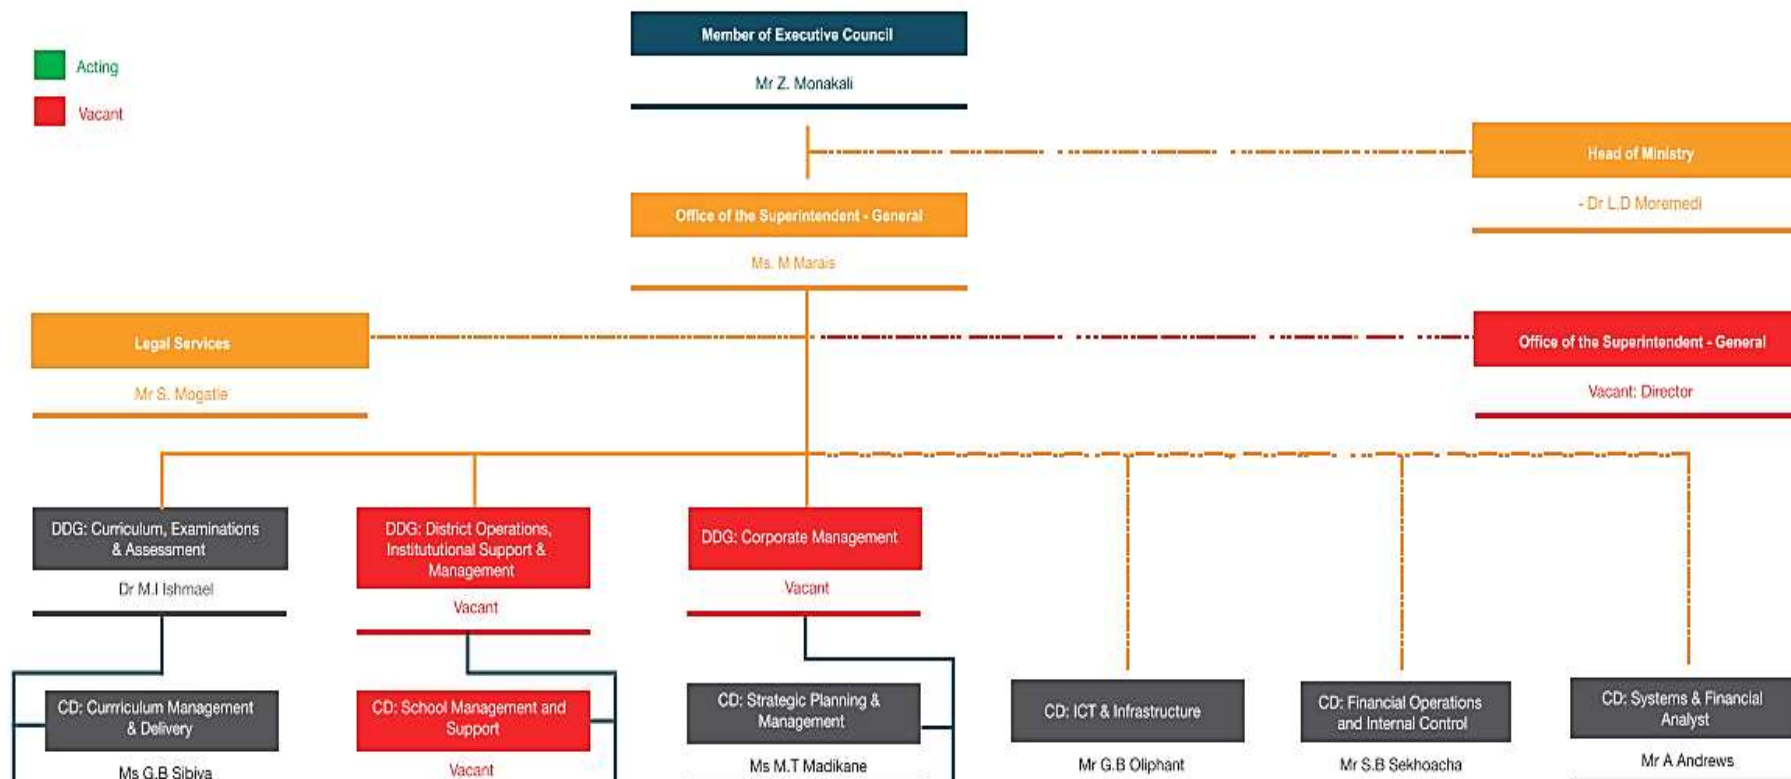 Member of Executive Council
Mr Z. Monakali
Acting
Vacant
Head of Ministry
- Dr L.D Moremedi
Office of the Superintendent - General
Ms. M Marais
Legal Services
Mr S. Mogatle
Office of the Superintendent - General
Vacant: Director
DDG: Curriculum, Examinations
& Assessment
Dr M.I Ishmael
DDG: District Operations,
Institututional Support &
Management
Vacant
DDG: Corporate Management
Vacant
CD: Currriculum Management
& Delivery
Ms G.B Sibiya
CD: School Management and
Support
Vacant
CD: Strategic Planning &
Management
Ms M.T Madikane
CD: ICT & Infrastructure
Mr G.B Oliphant
CD: Financial Operations
and Internal Control
Mr S.B Sekhoacha
CD: Systems & Financial
Analyst
Mr A Andrews